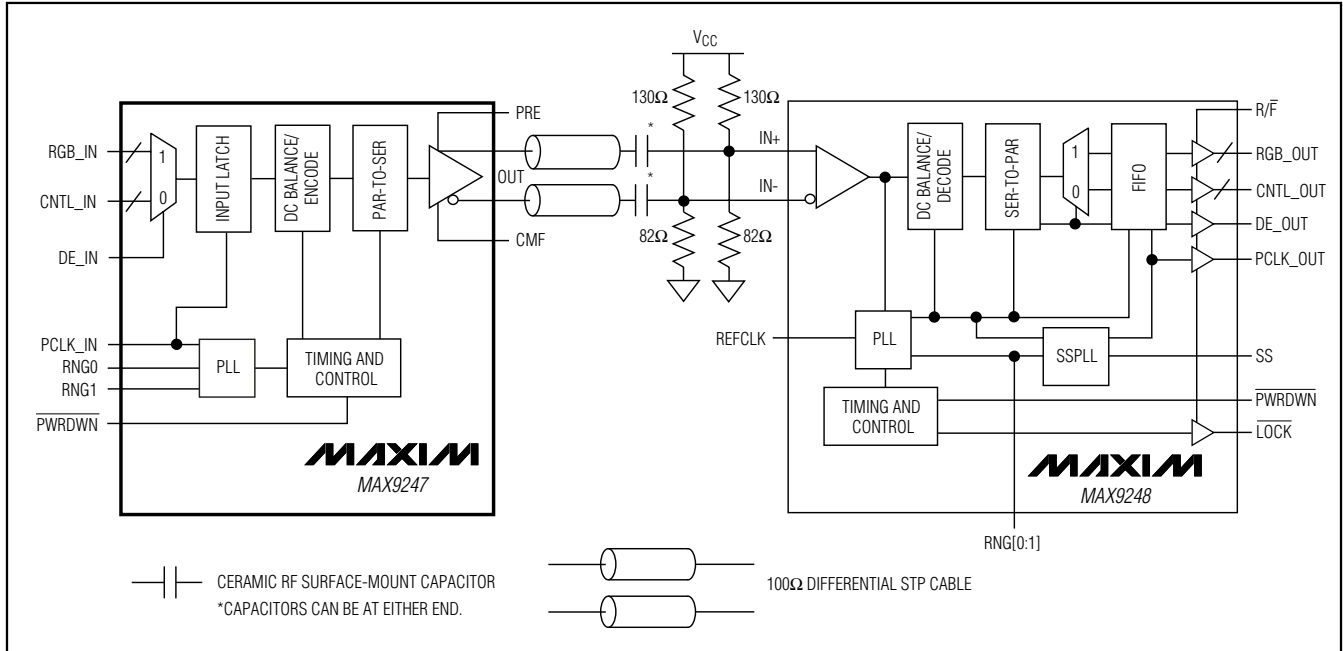 VCC
130Ω
130Ω
PRE
R/F̅
RGB_IN
1
INPUT LATCH
DC BALANCE/
ENCODE
PAR-TO-SER
OUT
*
*
IN+
IN-
DC BALANCE/
DECODE
SER-TO-PAR
1
FIFO
RGB_OUT
CNTL_IN
0
0
CNTL_OUT
DE_OUT
DE_IN
CMF
82Ω
82Ω
PCLK_OUT
PCLK_IN
RNG0
RNG1
PLL
TIMING AND
CONTROL
REFCLK
PLL
SSPLL
SS
P̅W̅R̅D̅W̅N̅
TIMING AND
CONTROL
P̅W̅R̅D̅W̅N̅
L̅O̅C̅K̅
MAXIM
MAX9247
MAXIM
MAX9248
RNG[0:1]
CERAMIC RF SURFACE-MOUNT CAPACITOR
*CAPACITORS CAN BE AT EITHER END.
100Ω DIFFERENTIAL STP CABLE